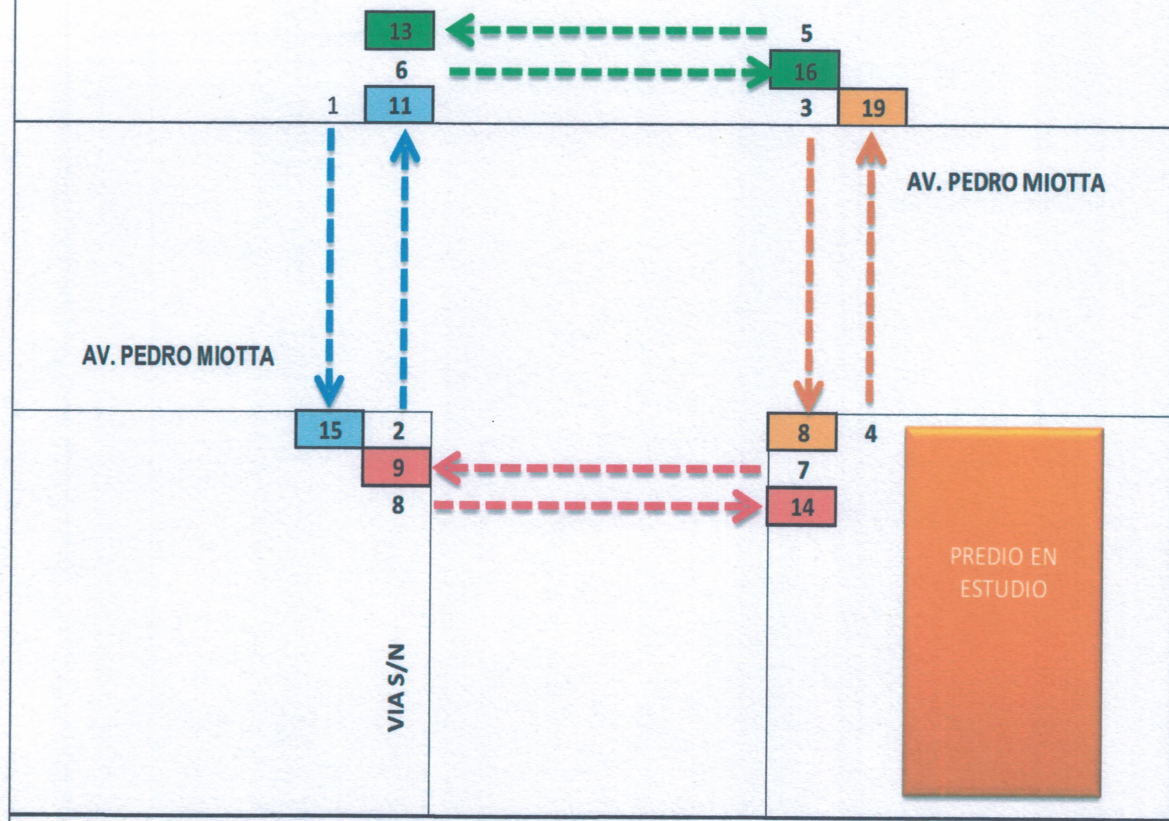 13 5
6 16
1 11 3 19
AV. PEDRO MIOTTA
AV. PEDRO MIOTTA
15 2 8 4
9 7
8 14
PREDIO EN
ESTUDIO
VIA S/N